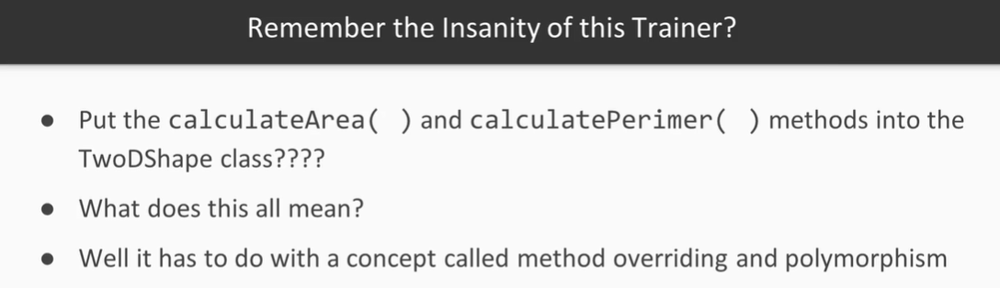 Remember the Insanity of this Trainer?
● Put the calculateArea( ) and calculatePerimer( ) methods into the
TwoDShape class????
● What does this all mean?
● Well it has to do with a concept called method overriding and polymorphism